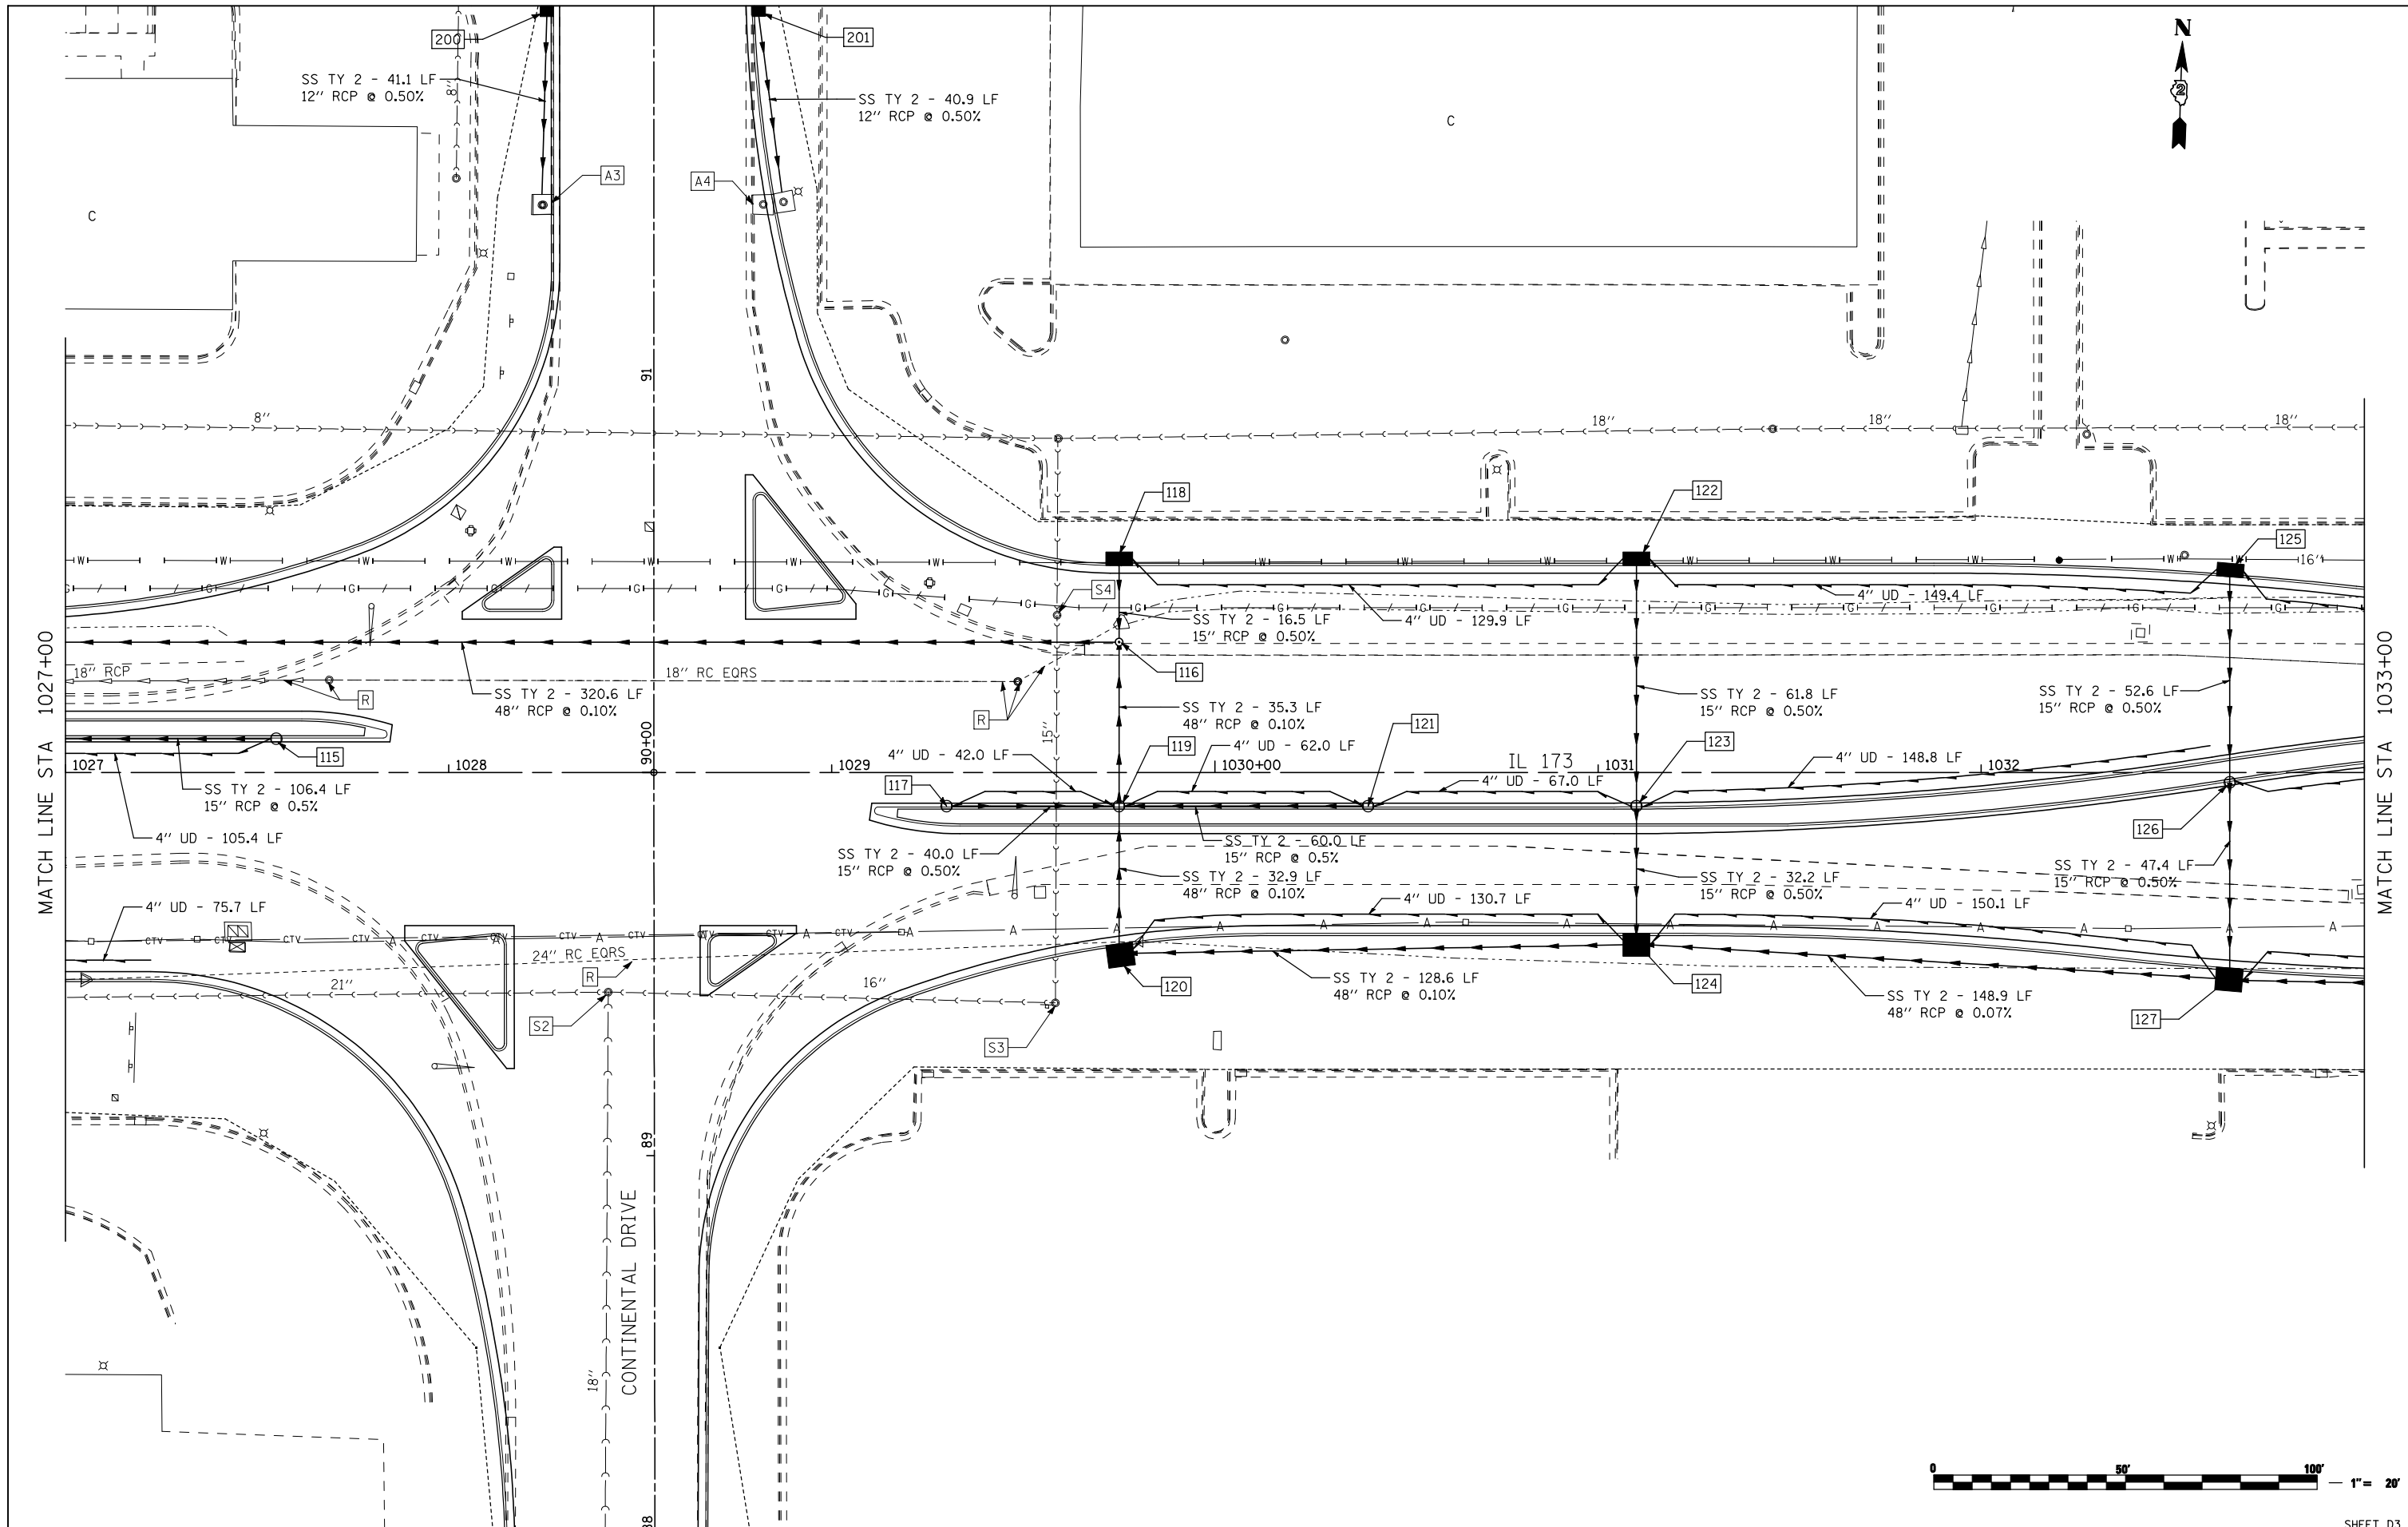 200
201
N
2
SS TY 2 - 41.1 LF
12" RCP @ 0.50%
8"
SS TY 2 - 40.9 LF
12" RCP @ 0.50%
C
C
A3
A4
91
8"
18"
18"
18"
118
122
125
W W W W W W W W W W W W W W W W 16"
G G G G G G G G G G G G G G G G
S4
SS TY 2 - 16.5 LF
15" RCP @ 0.50%
4" UD - 129.9 LF
4" UD - 149.4 LF
116
MATCH LINE STA 1027+00
MATCH LINE STA 1033+00
18" RCP
18" RC EQRS
R
R
SS TY 2 - 320.6 LF
48" RCP @ 0.10%
SS TY 2 - 35.3 LF
48" RCP @ 0.10%
SS TY 2 - 61.8 LF
15" RCP @ 0.50%
SS TY 2 - 52.6 LF
15" RCP @ 0.50%
115
15"
90+00
119
121
123
4" UD - 42.0 LF
4" UD - 62.0 LF
4" UD - 67.0 LF
4" UD - 148.8 LF
1027
1028
1029
1030+00
IL 173
1031
1032
117
SS TY 2 - 106.4 LF
15" RCP @ 0.5%
4" UD - 105.4 LF
126
SS TY 2 - 40.0 LF
15" RCP @ 0.50%
SS TY 2 - 60.0 LF
15" RCP @ 0.5%
SS TY 2 - 32.9 LF
48" RCP @ 0.10%
SS TY 2 - 32.2 LF
15" RCP @ 0.50%
SS TY 2 - 47.4 LF
15" RCP @ 0.50%
4" UD - 75.7 LF
4" UD - 130.7 LF
4" UD - 150.1 LF
CTV CTV CTV A CTV A CTV A CTV CTV A CTV A A A A A A A A A A A A A A
24" RC EQRS
R
21"
16"
120
SS TY 2 - 128.6 LF
48" RCP @ 0.10%
124
SS TY 2 - 148.9 LF
48" RCP @ 0.07%
127
S2
S3
89
CONTINENTAL DRIVE
18"
88
0 50' 100'
1" = 20'
SHEET D3